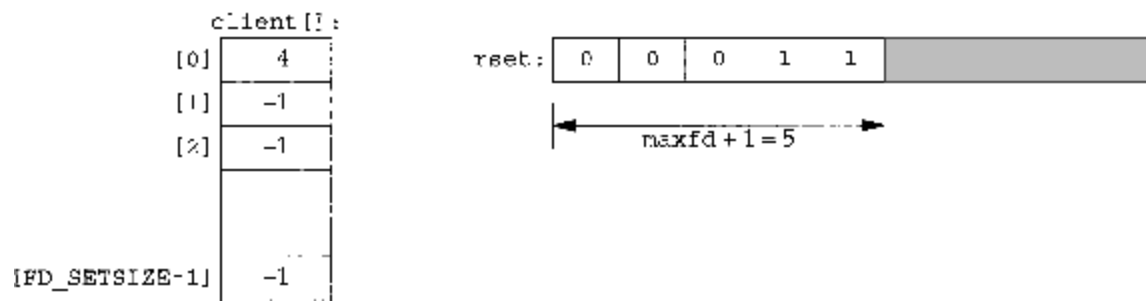 client[]:
[0] 4
[1] -1
[2] -1
[FD_SETSIZE-1] -1
rset: 0 0 0 1 1
maxfd + 1 = 5